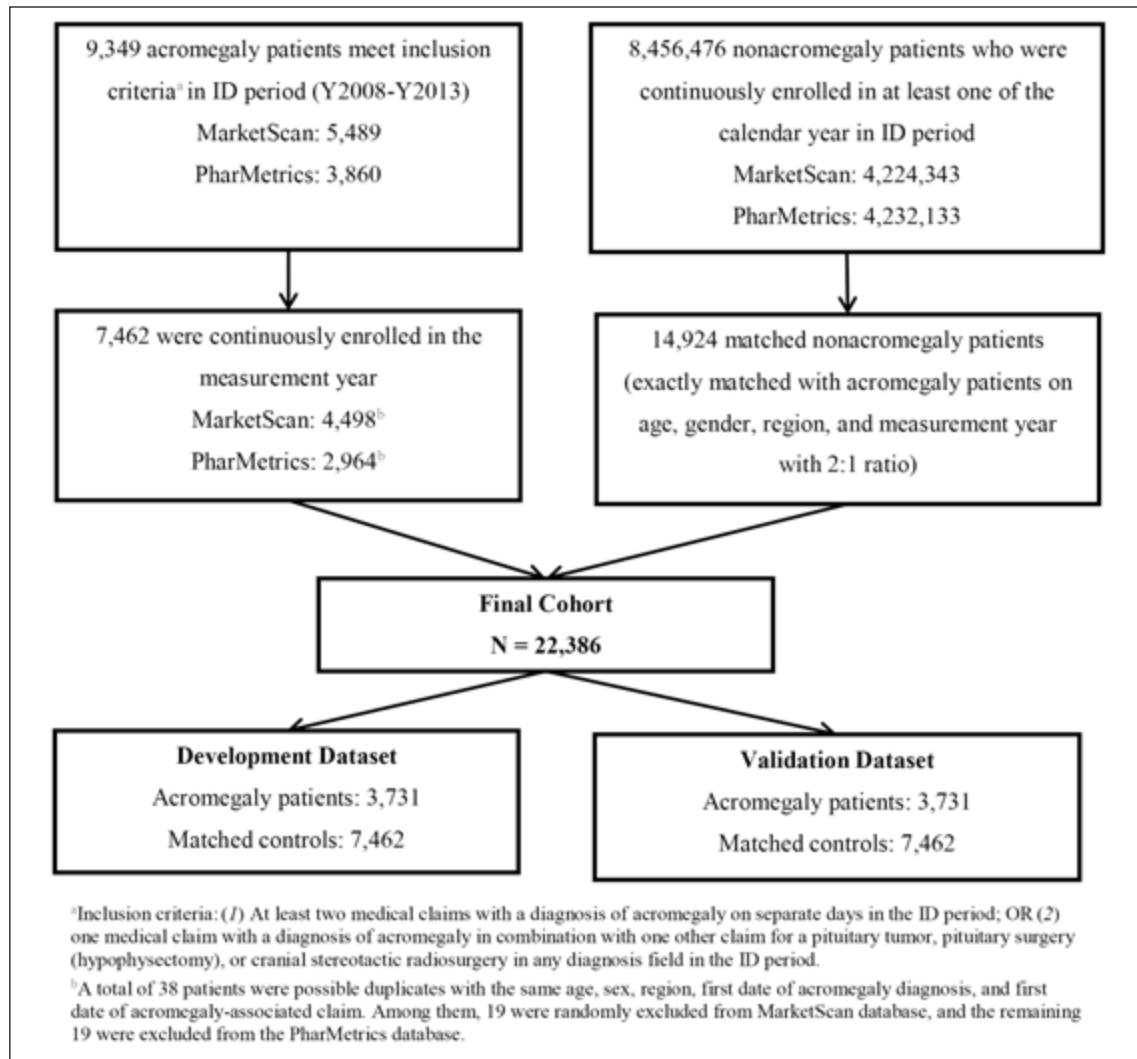 9,349 acromegaly patients meet inclusion
criteriaᵃ in ID period (Y2008-Y2013)
MarketScan: 5,489
PharMetrics: 3,860
8,456,476 nonacromegaly patients who were
continuously enrolled in at least one of the
calendar year in ID period
MarketScan: 4,224,343
PharMetrics: 4,232,133
7,462 were continuously enrolled in the
measurement year
MarketScan: 4,498ᵇ
PharMetrics: 2,964ᵇ
14,924 matched nonacromegaly patients
(exactly matched with acromegaly patients on
age, gender, region, and measurement year
with 2:1 ratio)
Final Cohort
N = 22,386
Development Dataset
Acromegaly patients: 3,731
Matched controls: 7,462
Validation Dataset
Acromegaly patients: 3,731
Matched controls: 7,462
ᵃInclusion criteria: (1) At least two medical claims with a diagnosis of acromegaly on separate days in the ID period; OR (2)
one medical claim with a diagnosis of acromegaly in combination with one other claim for a pituitary tumor, pituitary surgery
(hypophysectomy), or cranial stereotactic radiosurgery in any diagnosis field in the ID period.
ᵇA total of 38 patients were possible duplicates with the same age, sex, region, first date of acromegaly diagnosis, and first
date of acromegaly-associated claim. Among them, 19 were randomly excluded from MarketScan database, and the remaining
19 were excluded from the PharMetrics database.